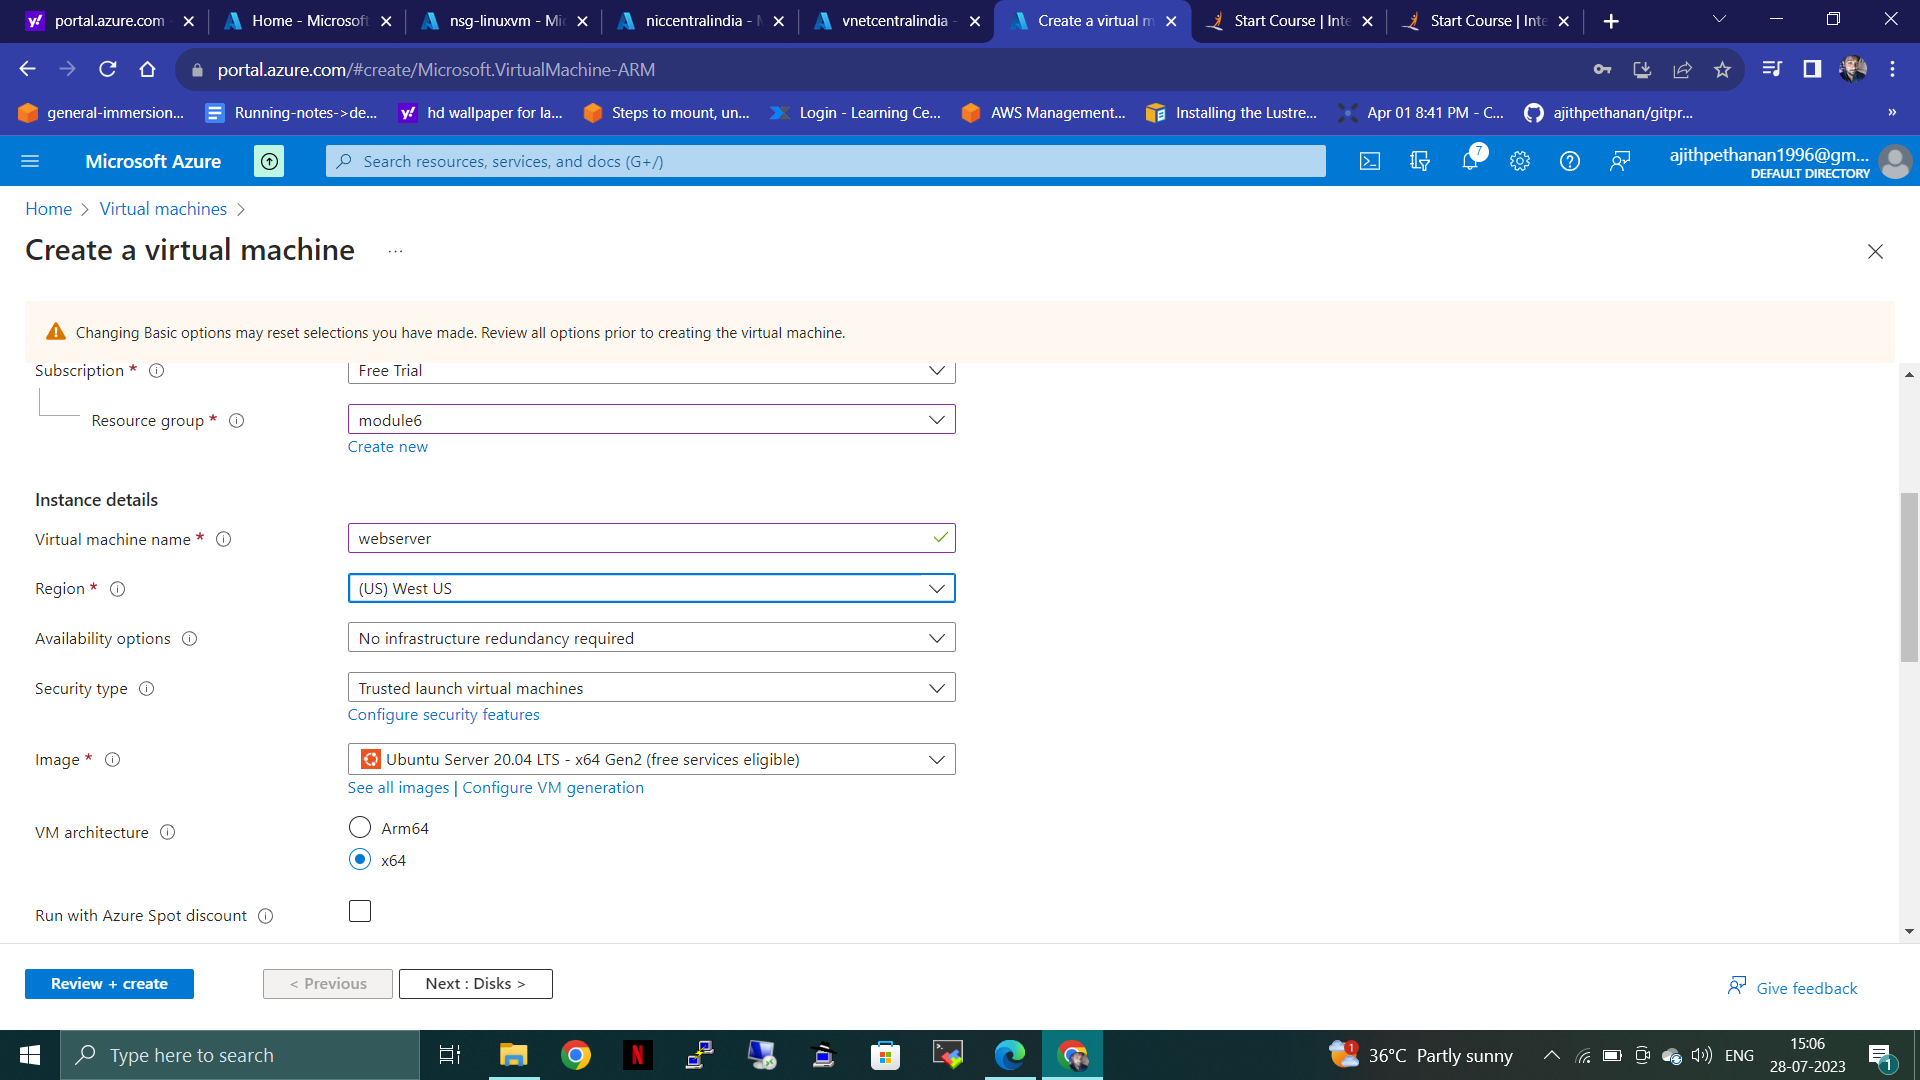 portal.azure.com
Home - Microsoft
nsg-linuxvm - Mi
niccentralindia - M
vnetcentralindia -
Create a virtual m
Start Course | Inte
Start Course | Inte
portal.azure.com/#create/Microsoft.VirtualMachine-ARM
general-immersion...
Running-notes->de...
hd wallpaper for la...
Steps to mount, un...
Login - Learning Ce...
AWS Management...
Installing the Lustre...
Apr 01 8:41 PM - C...
ajithpethanan/gitpr...
»
Microsoft Azure
Search resources, services, and docs (G+/)
7
ajithpethanan1996@gm...
DEFAULT DIRECTORY
Home > Virtual machines >
Create a virtual machine ...
Changing Basic options may reset selections you have made. Review all options prior to creating the virtual machine.
Subscription * Free Trial
Resource group * module6
Create new
Instance details
Virtual machine name * webserver
Region * (US) West US
Availability options No infrastructure redundancy required
Security type Trusted launch virtual machines
Configure security features
Image * Ubuntu Server 20.04 LTS - x64 Gen2 (free services eligible)
See all images | Configure VM generation
VM architecture Arm64
x64
Run with Azure Spot discount
Review + create
< Previous
Next : Disks >
Give feedback
Type here to search
1
36°C Partly sunny
ENG
15:06
28-07-2023
1